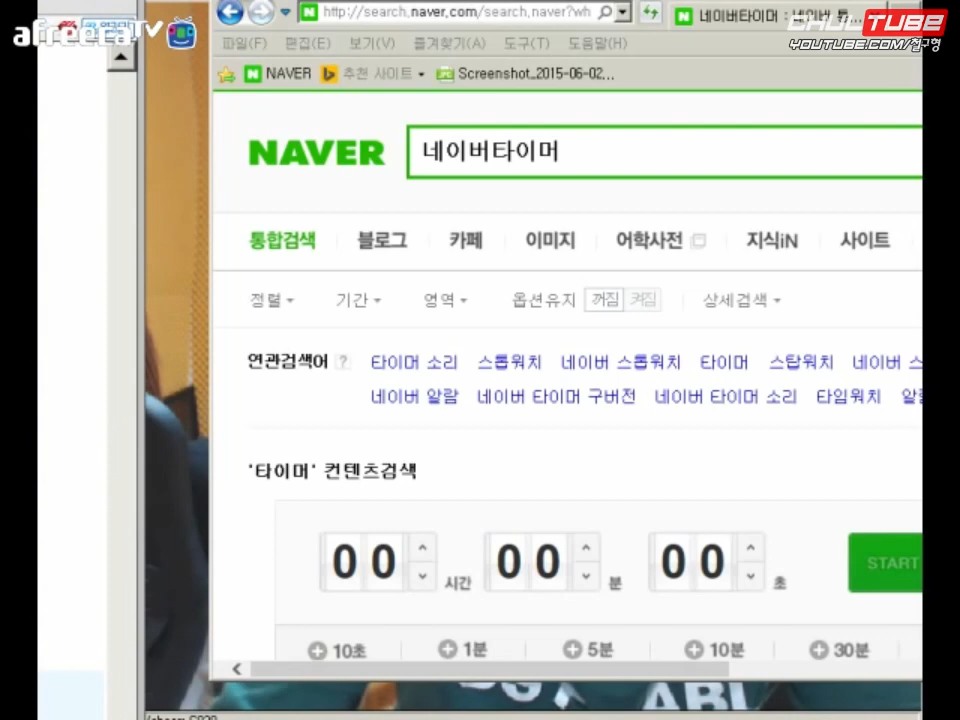 afreecaTV
CHULTUBE
YOUTUBE.COM/철구형
http://search.naver.com/search.naver?wh
네이버타이머 : 네이버 통...
파일(F) 편집(E) 보기(V) 즐겨찾기(A) 도구(T) 도움말(H)
NAVER 추천 사이트 Screenshot_2015-06-02...
NAVER 네이버타이머
통합검색 블로그 카페 이미지 어학사전 지식iN 사이트
정렬 기간 영역 옵션유지 꺼짐 켜짐 상세검색
연관검색어 ? 타이머 소리 스톱워치 네이버 스톱워치 타이머 스탑워치 네이버 스
네이버 알람 네이버 타이머 구버전 네이버 타이머 소리 타임워치
'타이머' 컨텐츠검색
00 시간 00 분 00 초 START
10초 1분 5분 10분 30분